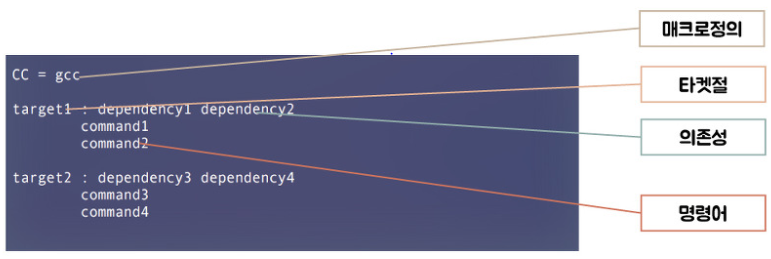 매크로정의
CC = gcc
타켓절
target1 : dependency1 dependency2
의존성
command1
command2
target2 : dependency3 dependency4
command3
명령어
command4